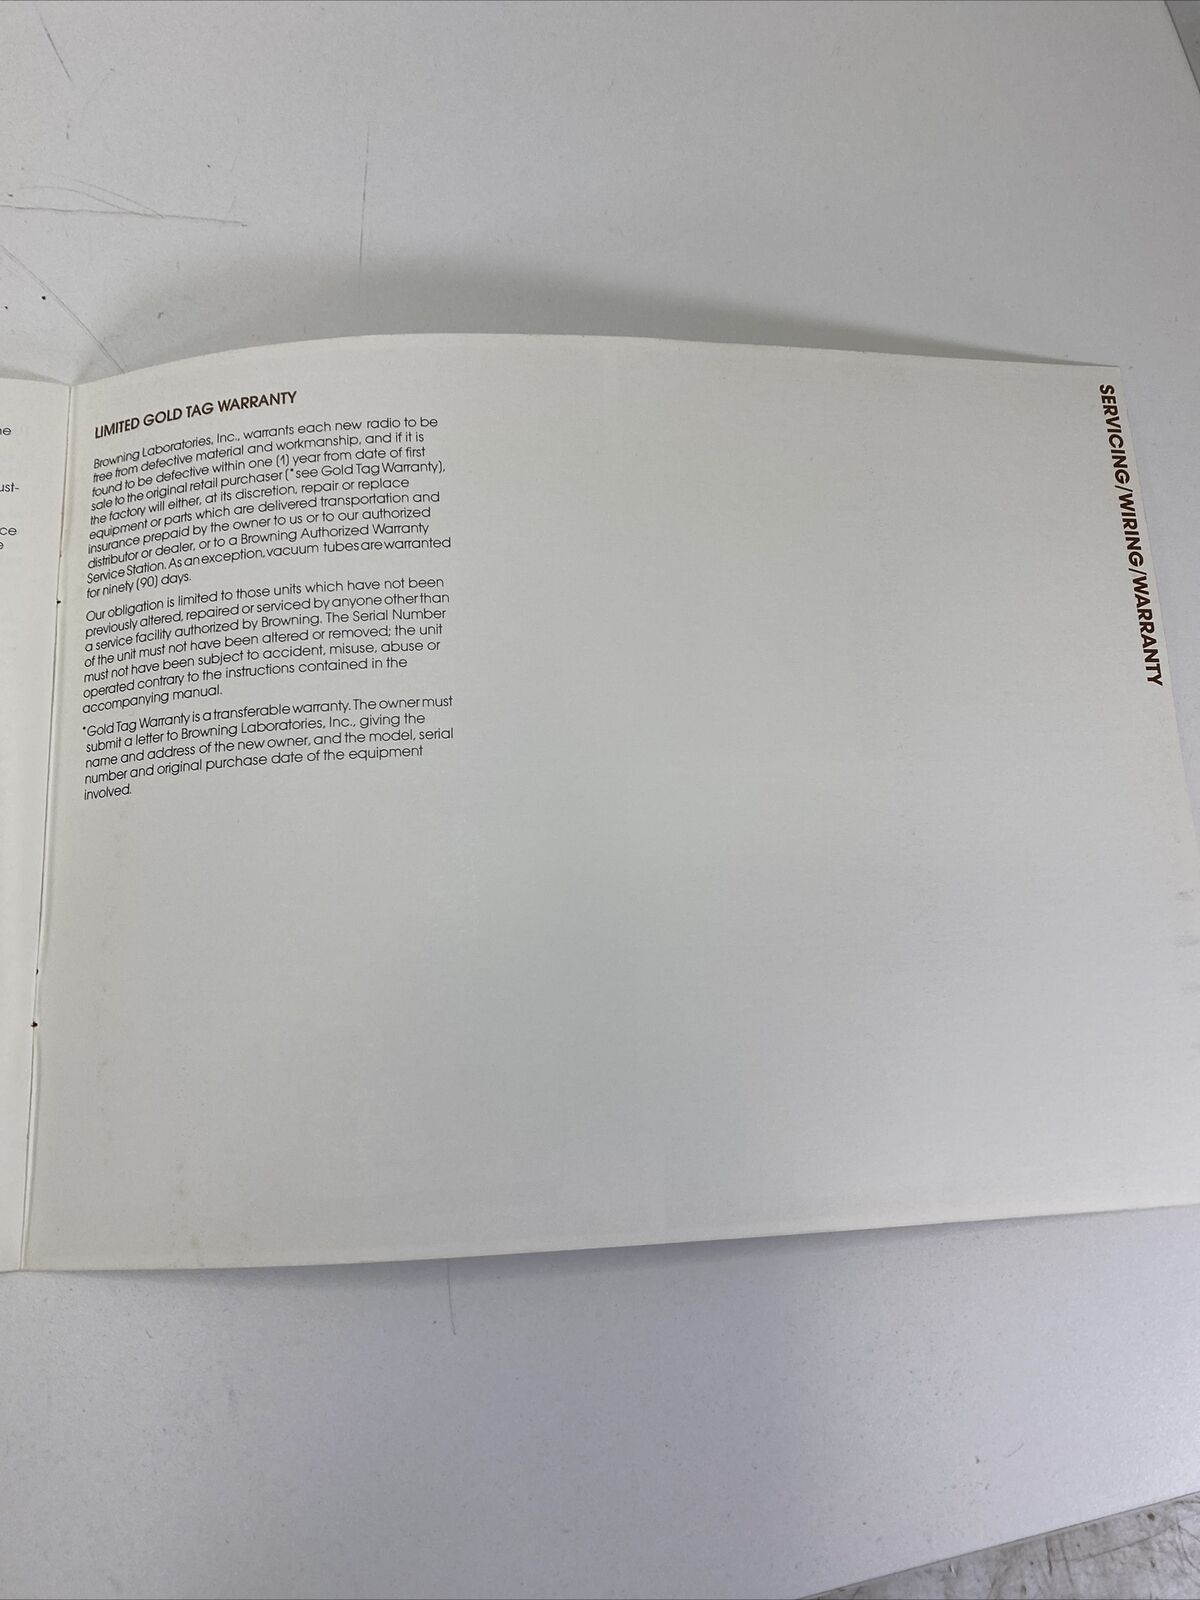 ne
ust-
ce
e
LIMITED GOLD TAG WARRANTY
Browning Laboratories, Inc., warrants each new radio to be
free from defective material and workmanship, and if it is
found to be defective within one (1) year from date of first
sale to the original retail purchaser (*see Gold Tag Warranty),
the factory will either, at its discretion, repair or replace
equipment or parts which are delivered transportation and
insurance prepaid by the owner to us or to our authorized
distributor or dealer, or to a Browning Authorized Warranty
Service Station. As an exception, vacuum tubes are warranted
for ninety (90) days.
Our obligation is limited to those units which have not been
previously altered, repaired or serviced by anyone other than
a service facility authorized by Browning. The Serial Number
of the unit must not have been altered or removed; the unit
must not have been subject to accident, misuse, abuse or
operated contrary to the instructions contained in the
accompanying manual.
*Gold Tag Warranty is a transferable warranty. The owner must
submit a letter to Browning Laboratories, Inc., giving the
name and address of the new owner, and the model, serial
number and original purchase date of the equipment
involved.
SERVICING/WIRING/WARRANTY